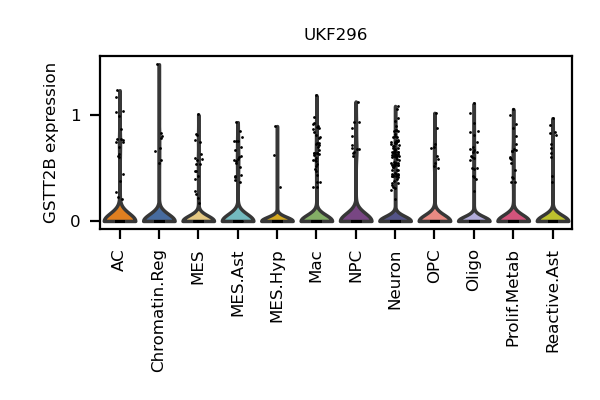 UKF296
GSTT2B expression
1
0
AC
Chromatin.Reg
MES
MES.Ast
MES.Hyp
Mac
NPC
Neuron
OPC
Oligo
Prolif.Metab
Reactive.Ast